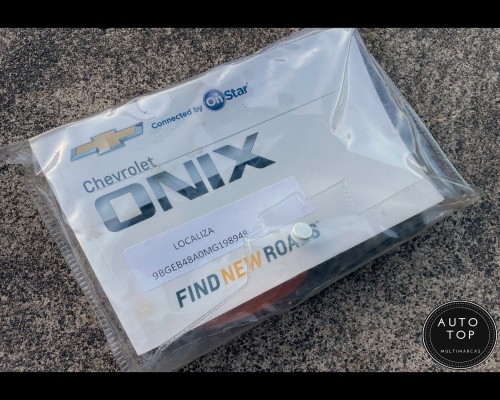 Connected by OnStar
Chevrolet
ONIX
LOCALIZA
9BGEB48A0MG198948
FIND NEW ROADS
AUTO
TOP
MULTIMARCAS